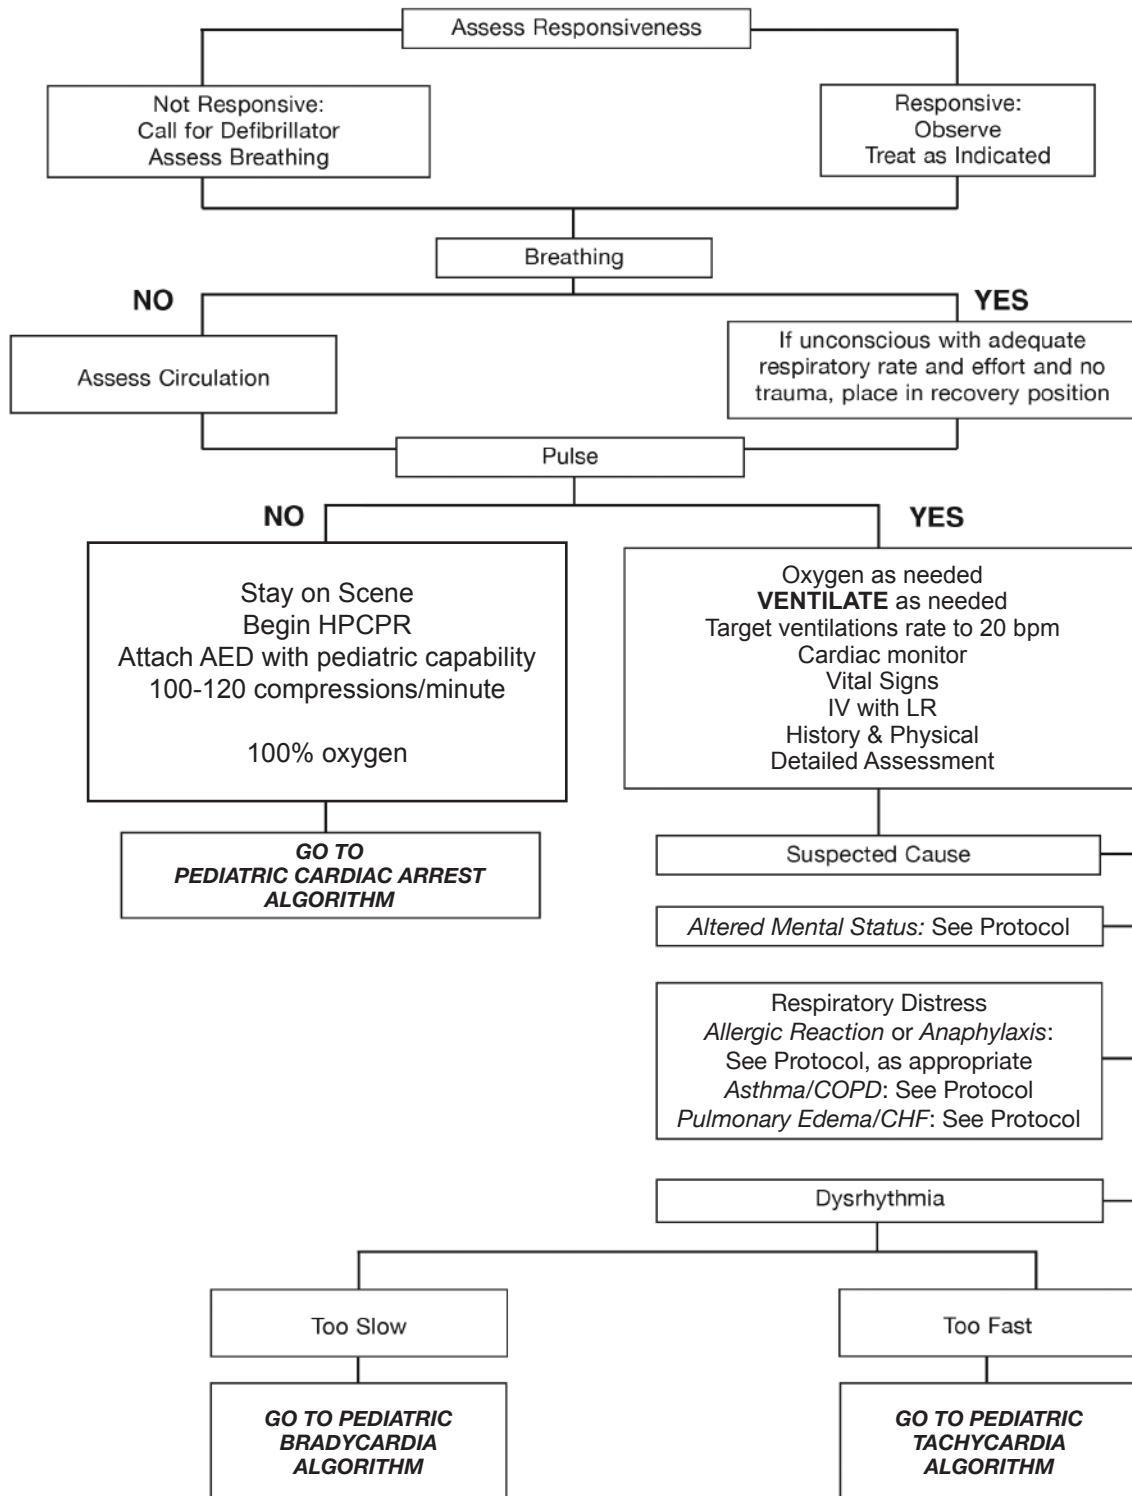 Assess Responsiveness
Not Responsive:
Call for Defibrillator
Assess Breathing
Responsive:
Observe
Treat as Indicated
Breathing
NO
YES
Assess Circulation
If unconscious with adequate
respiratory rate and effort and no
trauma, place in recovery position
Pulse
NO
YES
Stay on Scene
Begin HPCPR
Attach AED with pediatric capability
100-120 compressions/minute
100% oxygen
Oxygen as needed
VENTILATE as needed
Target ventilations rate to 20 bpm
Cardiac monitor
Vital Signs
IV with LR
History & Physical
Detailed Assessment
GO TO
PEDIATRIC CARDIAC ARREST
ALGORITHM
Suspected Cause
Altered Mental Status: See Protocol
Respiratory Distress
Allergic Reaction or Anaphylaxis:
See Protocol, as appropriate
Asthma/COPD: See Protocol
Pulmonary Edema/CHF: See Protocol
Dysrhythmia
Too Slow
Too Fast
GO TO PEDIATRIC
BRADYCARDIA
ALGORITHM
GO TO PEDIATRIC
TACHYCARDIA
ALGORITHM